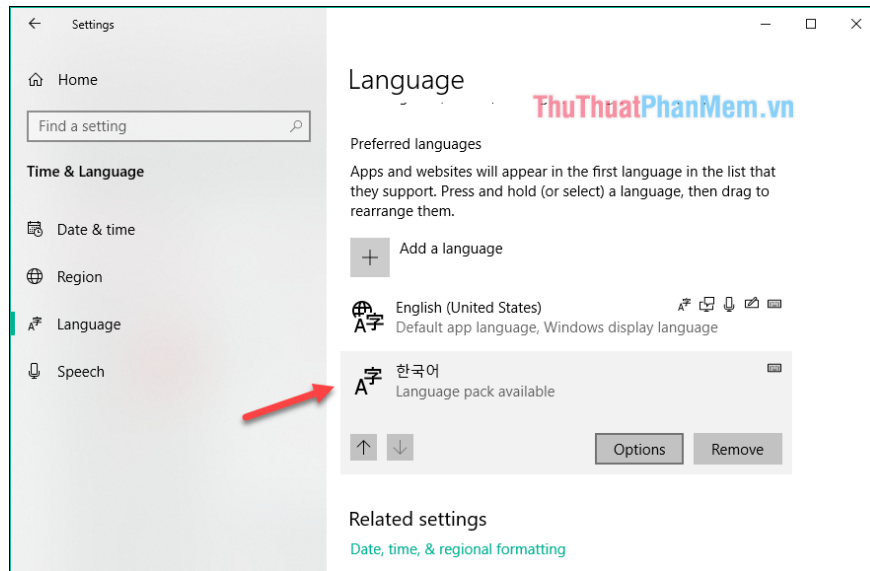 Settings
Home
Find a setting
Time & Language
Date & time
Region
Language
Speech
Language
ThuThuatPhanMem.vn
Preferred languages
Apps and websites will appear in the first language in the list that
they support. Press and hold (or select) a language, then drag to
rearrange them.
Add a language
English (United States)
Default app language, Windows display language
한국어
Language pack available
Options Remove
Related settings
Date, time, & regional formatting